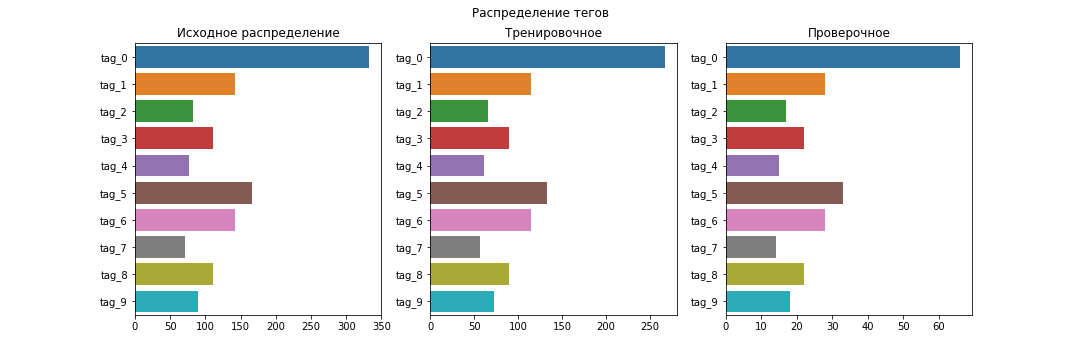 Распределение тегов
Исходное распределение
tag_0
tag_1
tag_2
tag_3
tag_4
tag_5
tag_6
tag_7
tag_8
tag_9
0 50 100 150 200 250 300 350
Тренировочное
tag_0
tag_1
tag_2
tag_3
tag_4
tag_5
tag_6
tag_7
tag_8
tag_9
0 50 100 150 200 250
Проверочное
tag_0
tag_1
tag_2
tag_3
tag_4
tag_5
tag_6
tag_7
tag_8
tag_9
0 10 20 30 40 50 60